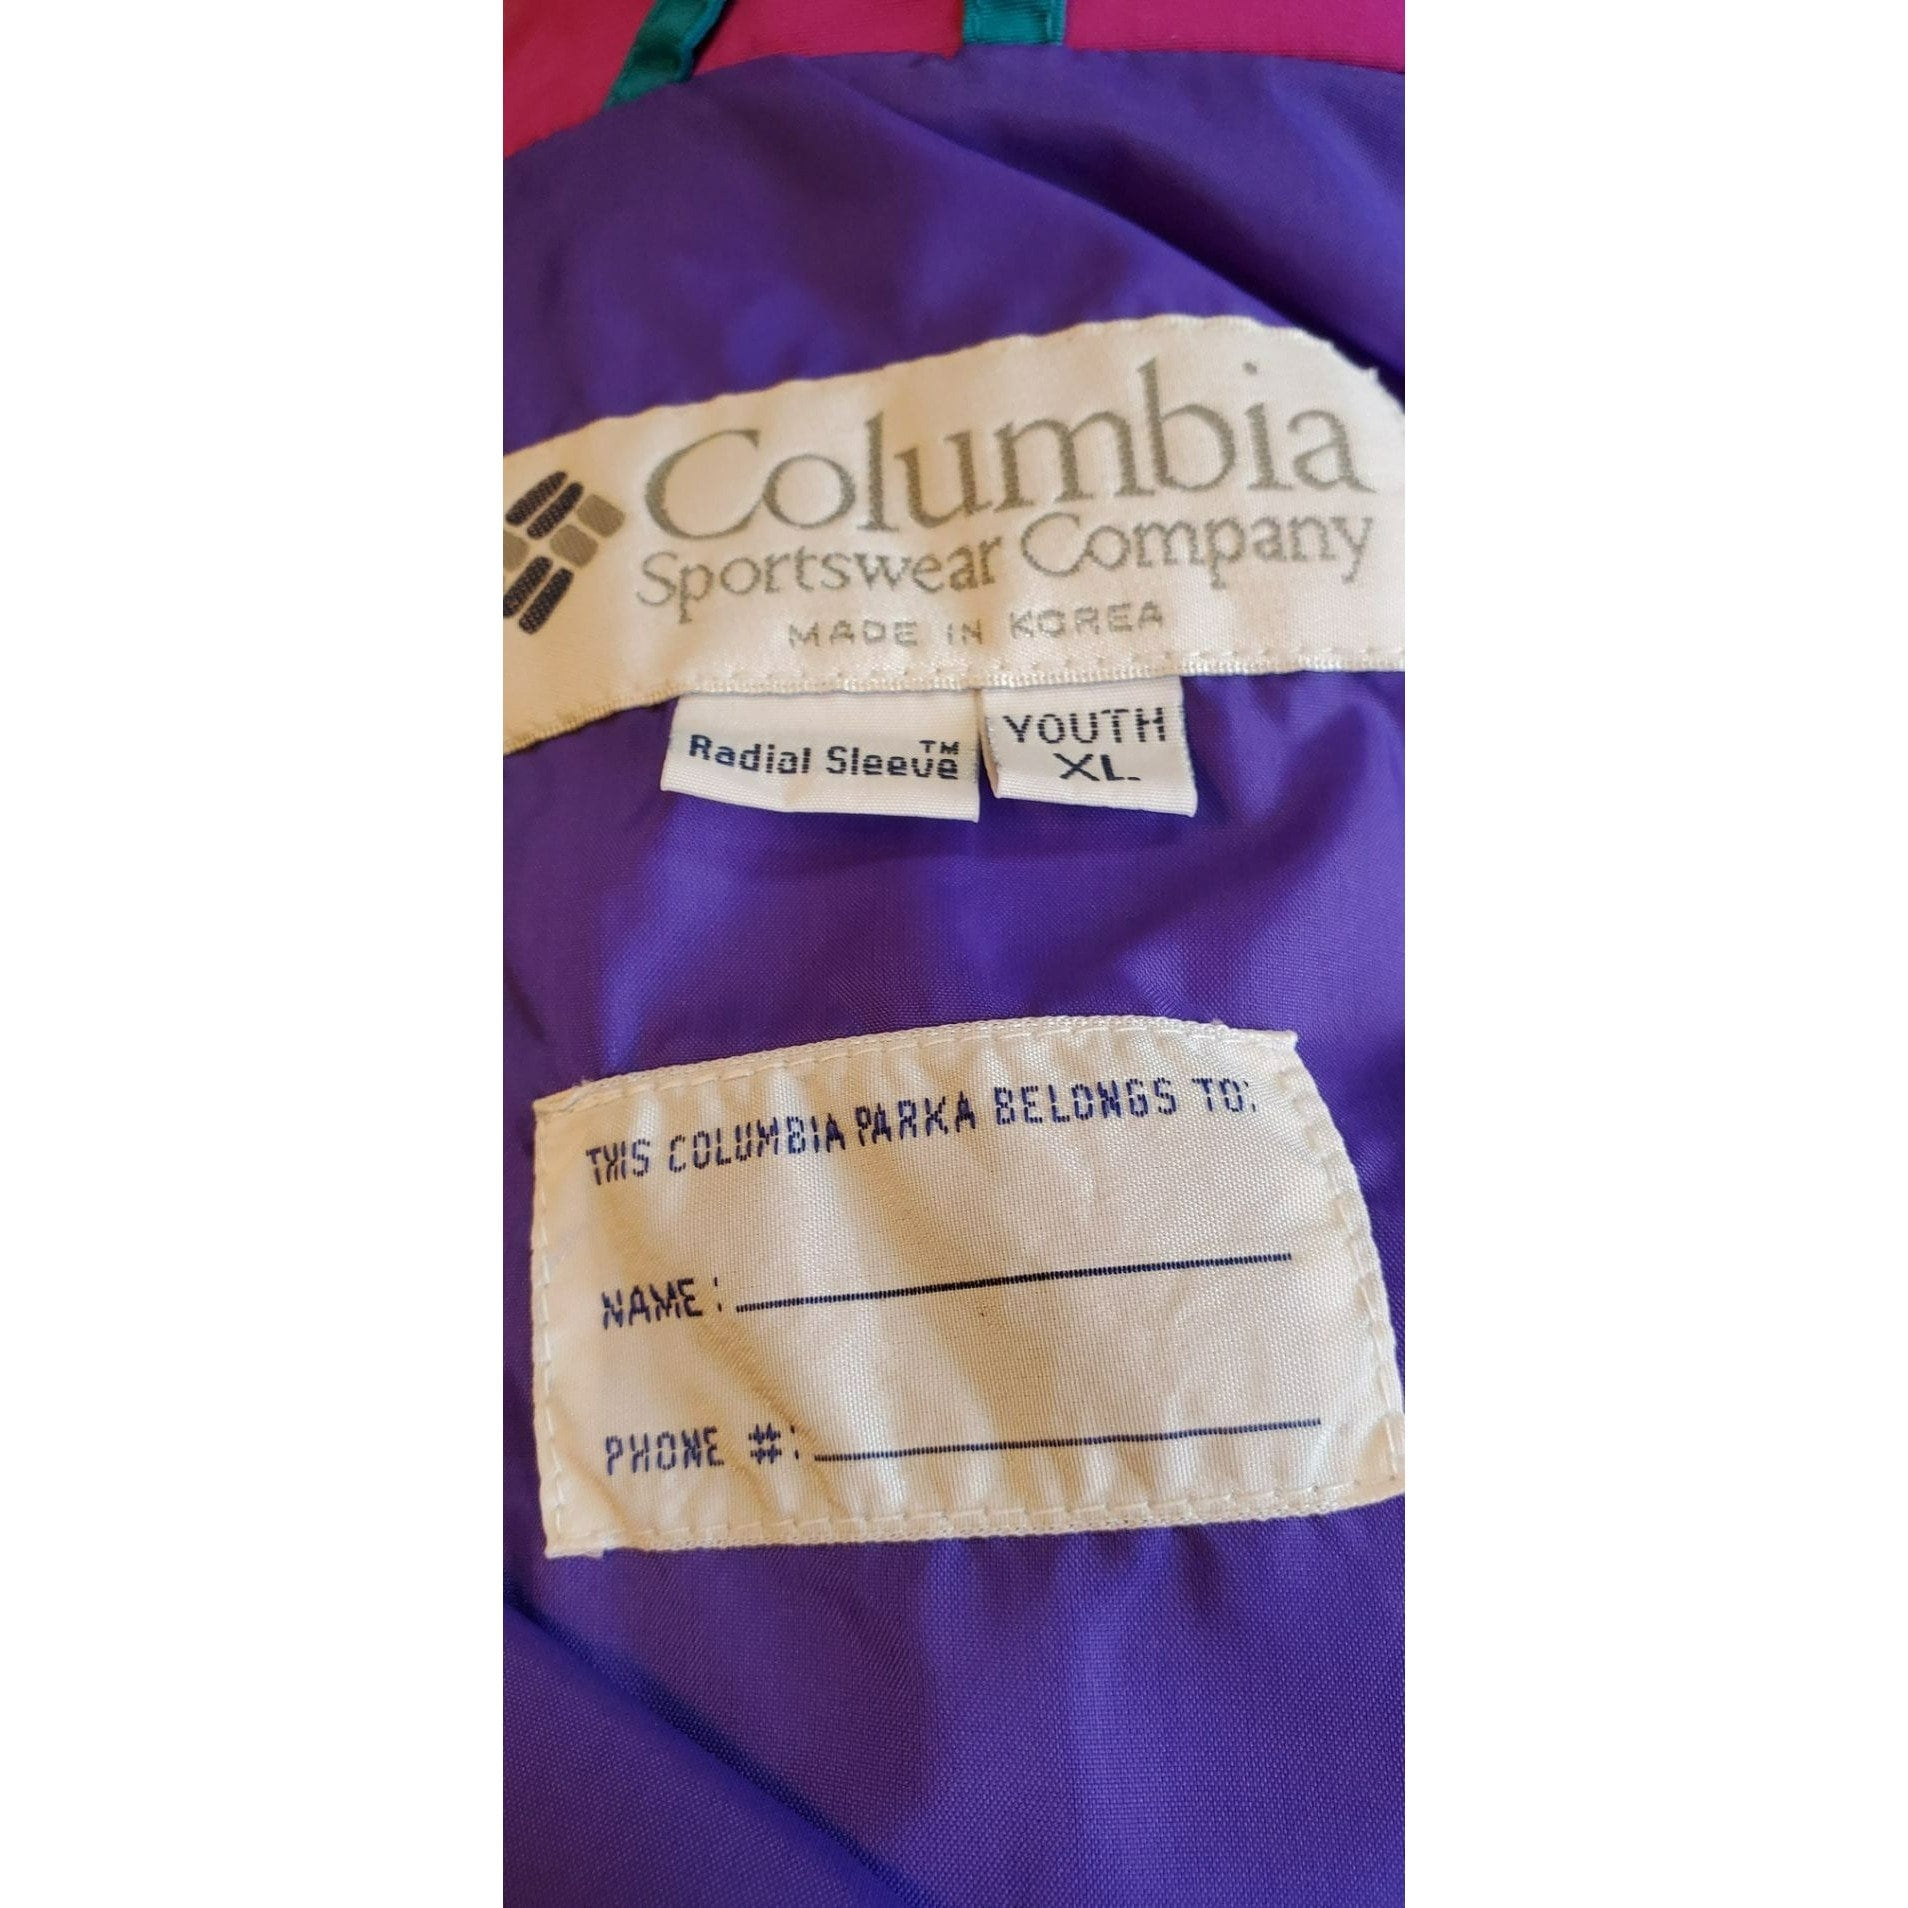 Columbia
Sportswear Company
MADE IN KOREA
Radial Sleeve™
YOUTH
XL
THIS COLUMBIA PARKA BELONGS TO:
NAME:
PHONE #: